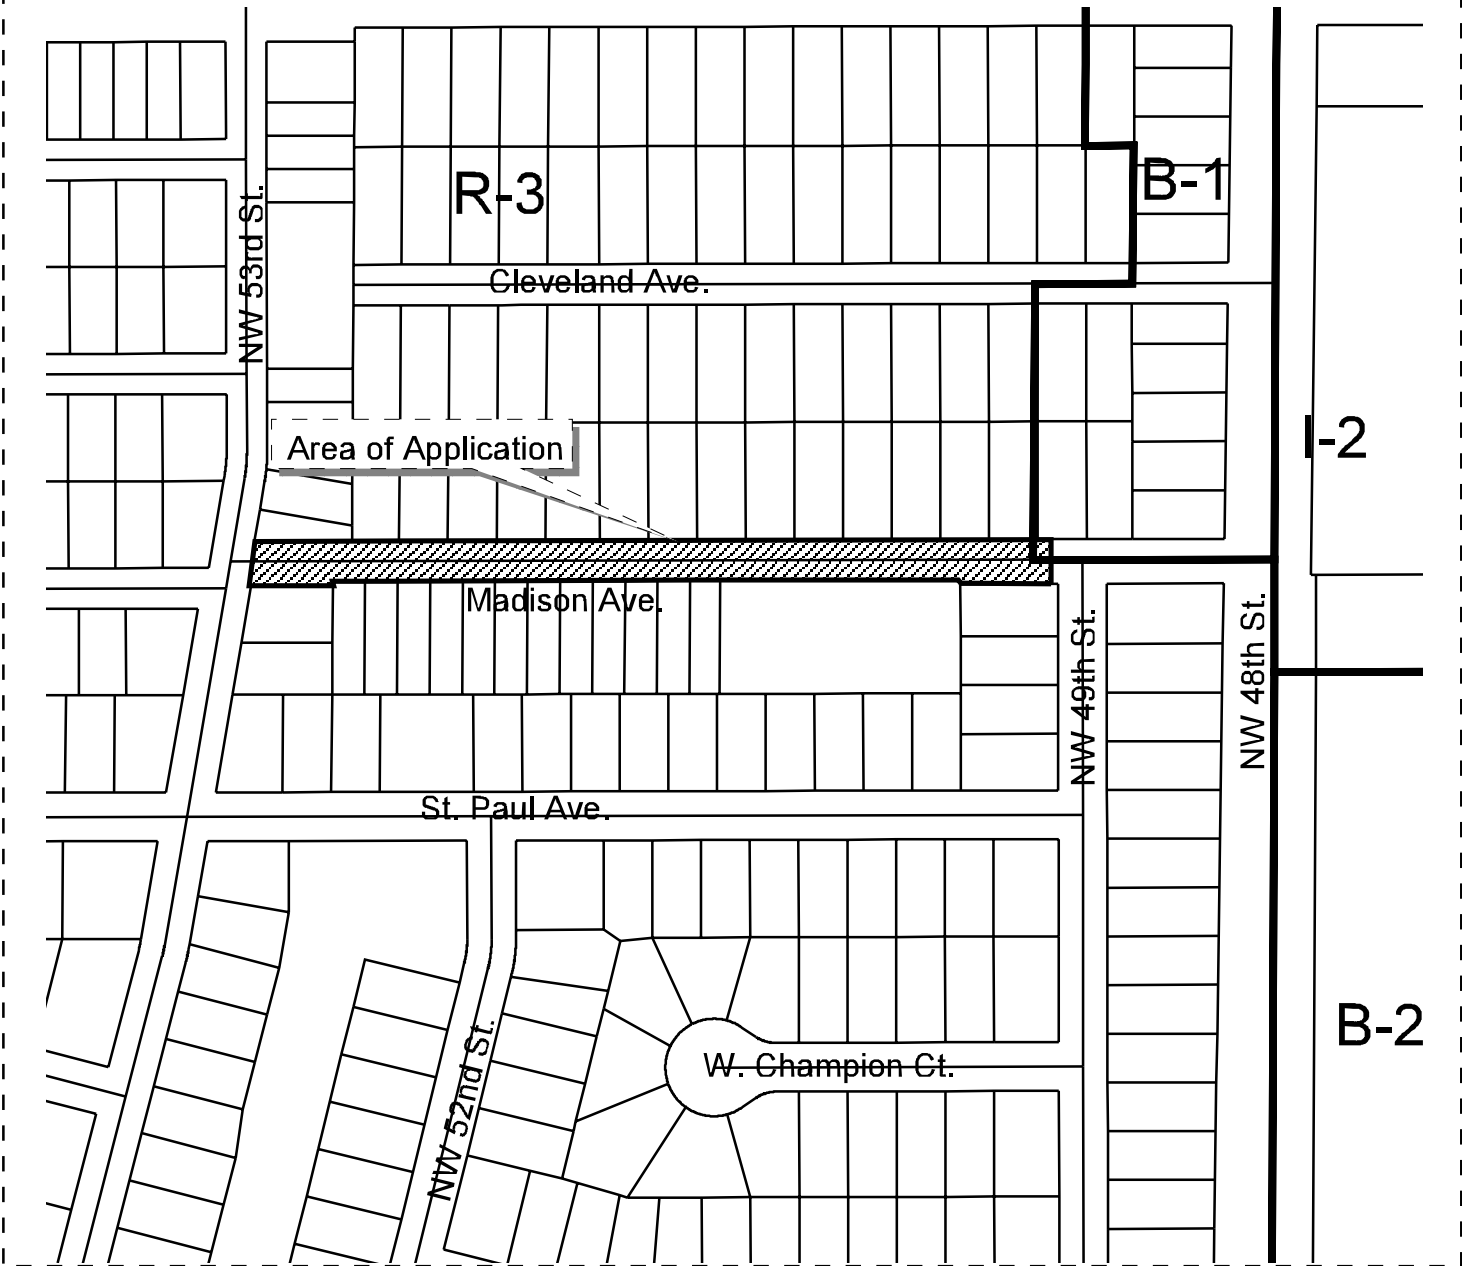 R-3
B-1
NW 53rd St.
Cleveland Ave.
I-2
Area of Application
Madison Ave.
NW 49th St.
NW 48th St.
St. Paul Ave.
B-2
W. Champion Ct.
NW 52nd St.